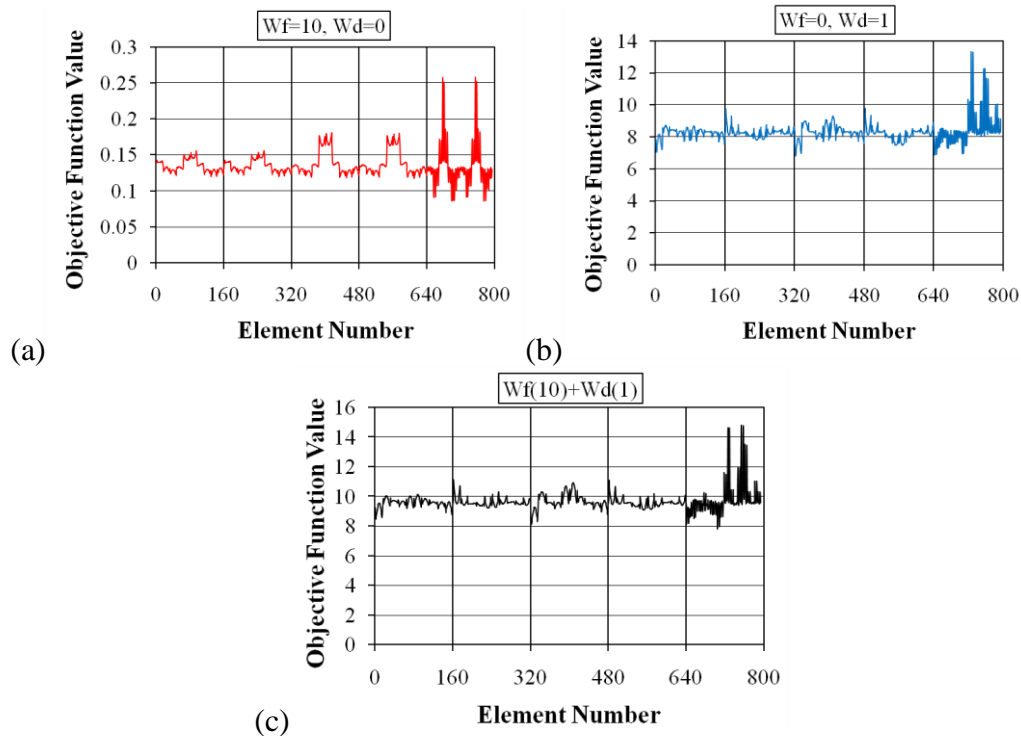 Wf=10, Wd=0
Objective Function Value
0.3
0.25
0.2
0.15
0.1
0.05
0
0 160 320 480 640 800
Element Number
(a)
Wf=0, Wd=1
Objective Function Value
14
12
10
8
6
4
2
0
0 160 320 480 640 800
Element Number
(b)
Wf(10)+Wd(1)
Objective Function Value
16
14
12
10
8
6
4
2
0
0 160 320 480 640 800
Element Number
(c)